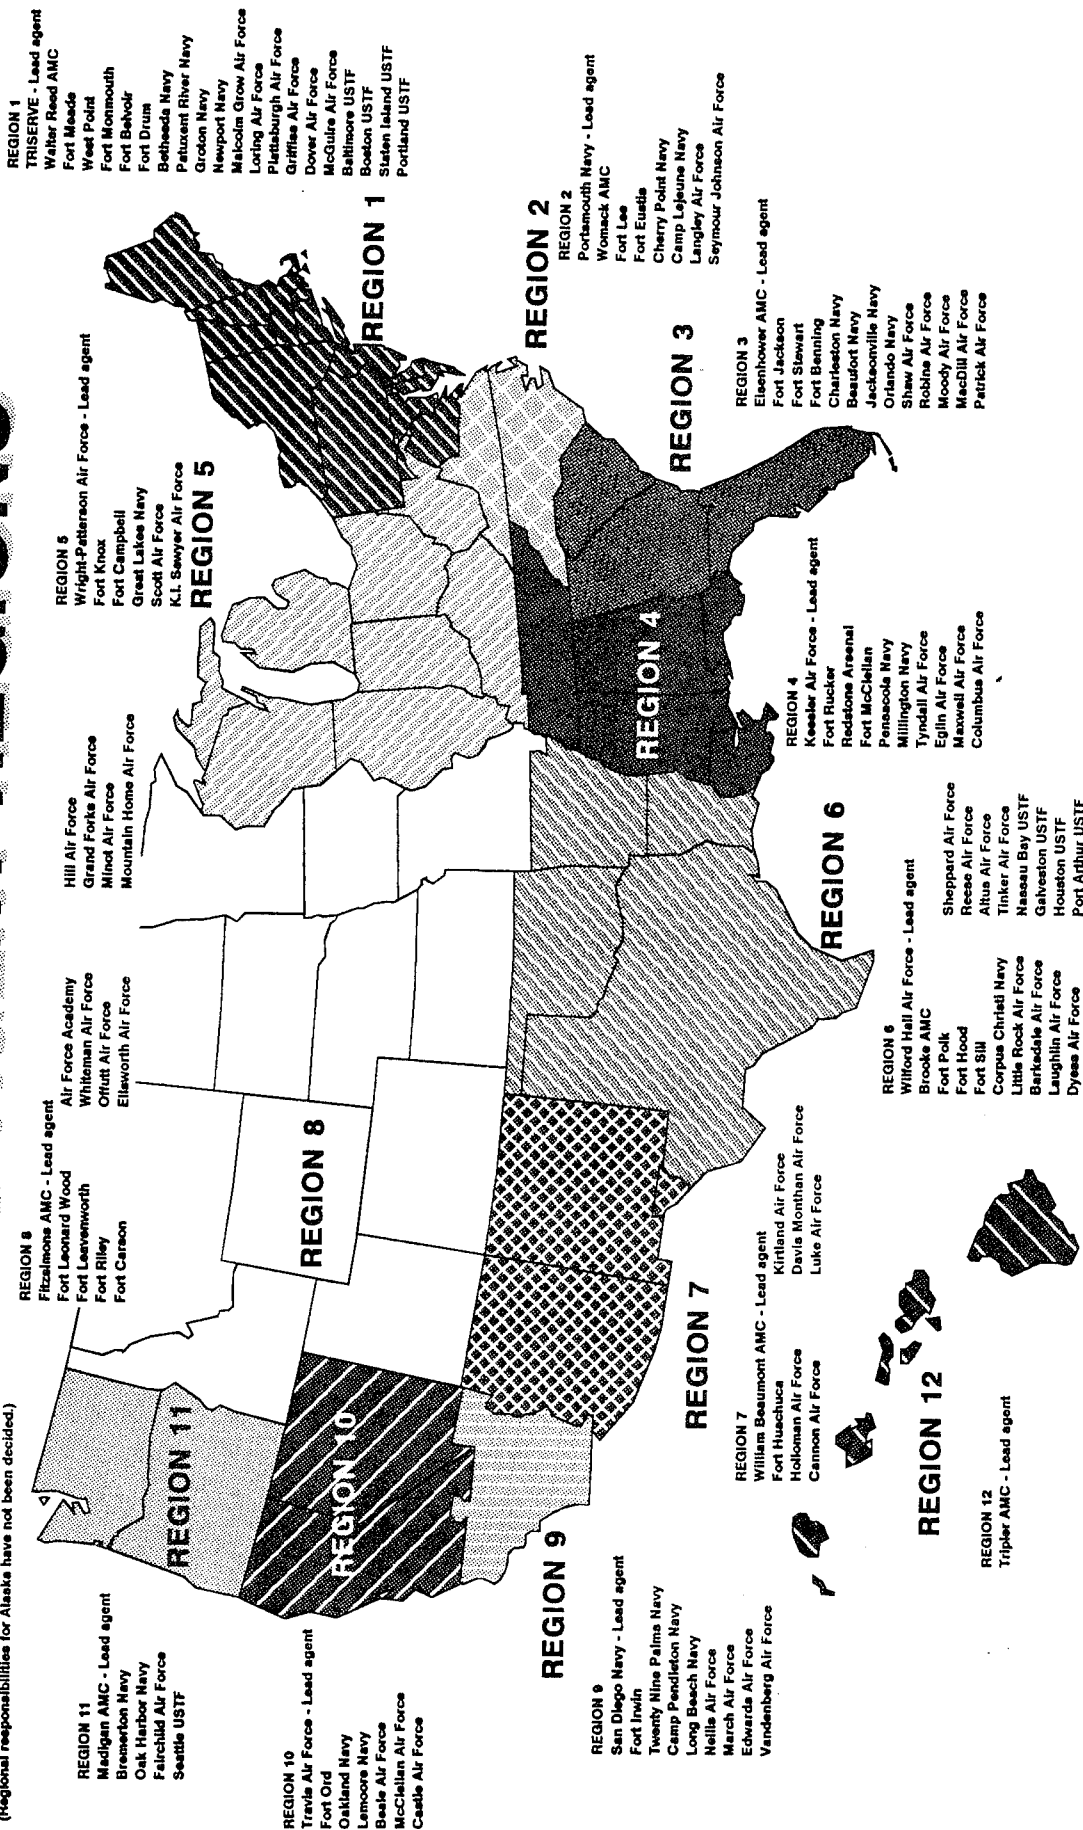 (Regional responsibilities for Alaska have not been decided.)
REGION 11
Madigan AMC - Lead agent
Bremerton Navy
Oak Harbor Navy
Fairchild Air Force
Seattle USTF
REGION 10
Travis Air Force - Lead agent
Fort Ord
Oakland Navy
Lemoore Navy
Beale Air Force
McClellan Air Force
Castle Air Force
REGION 9
San Diego Navy - Lead agent
Fort Irwin
Twenty Nine Palms Navy
Camp Pendleton Navy
Long Beach Navy
Nellis Air Force
March Air Force
Edwards Air Force
Vandenberg Air Force
REGION 12
Tripler AMC - Lead agent
REGION 8
Fitzsimons AMC - Lead agent
Fort Leonard Wood
Fort Leavenworth
Fort Riley
Fort Carson
Air Force Academy
Whiteman Air Force
Offutt Air Force
Ellsworth Air Force
Hill Air Force
Grand Forks Air Force
Minot Air Force
Mountain Home Air Force
REGION 7
William Beaumont AMC - Lead agent
Fort Huachuca
Holloman Air Force
Cannon Air Force
Kirtland Air Force
Davis Monthan Air Force
Luke Air Force
REGION 6
Wilford Hall Air Force - Lead agent
Brooke AMC
Fort Polk
Fort Hood
Fort Sill
Corpus Christi Navy
Little Rock Air Force
Barksdale Air Force
Laughlin Air Force
Dyess Air Force
Sheppard Air Force
Reese Air Force
Altus Air Force
Tinker Air Force
Nassau Bay USTF
Galveston USTF
Houston USTF
Port Arthur USTF
REGION 5
Wright-Patterson Air Force - Lead agent
Fort Knox
Fort Campbell
Great Lakes Navy
Scott Air Force
K.I. Sawyer Air Force
REGION 4
Keesler Air Force - Lead agent
Fort Rucker
Redstone Arsenal
Fort McClellan
Pensacola Navy
Millington Navy
Tyndall Air Force
Eglin Air Force
Maxwell Air Force
Columbus Air Force
REGION 3
Eisenhower AMC - Lead agent
Fort Jackson
Fort Stewart
Fort Benning
Charleston Navy
Beaufort Navy
Jacksonville Navy
Orlando Navy
Shaw Air Force
Robins Air Force
Moody Air Force
MacDill Air Force
Patrick Air Force
REGION 2
Portsmouth Navy - Lead agent
Womack AMC
Fort Lee
Fort Eustis
Cherry Point Navy
Camp Lejeune Navy
Langley Air Force
Seymour Johnson Air Force
REGION 1
TRISERVE - Lead agent
Walter Reed AMC
Fort Meade
West Point
Fort Monmouth
Fort Belvoir
Fort Drum
Bethesda Navy
Patuxent River Navy
Groton Navy
Newport Navy
Malcolm Grow Air Force
Loring Air Force
Plattsburgh Air Force
Griffiss Air Force
Dover Air Force
McGuire Air Force
Baltimore USTF
Boston USTF
Staten Island USTF
Portland USTF
REGION 11
REGION 10
REGION 9
REGION 12
REGION 8
REGION 7
REGION 6
REGION 5
REGION 4
REGION 3
REGION 2
REGION 1